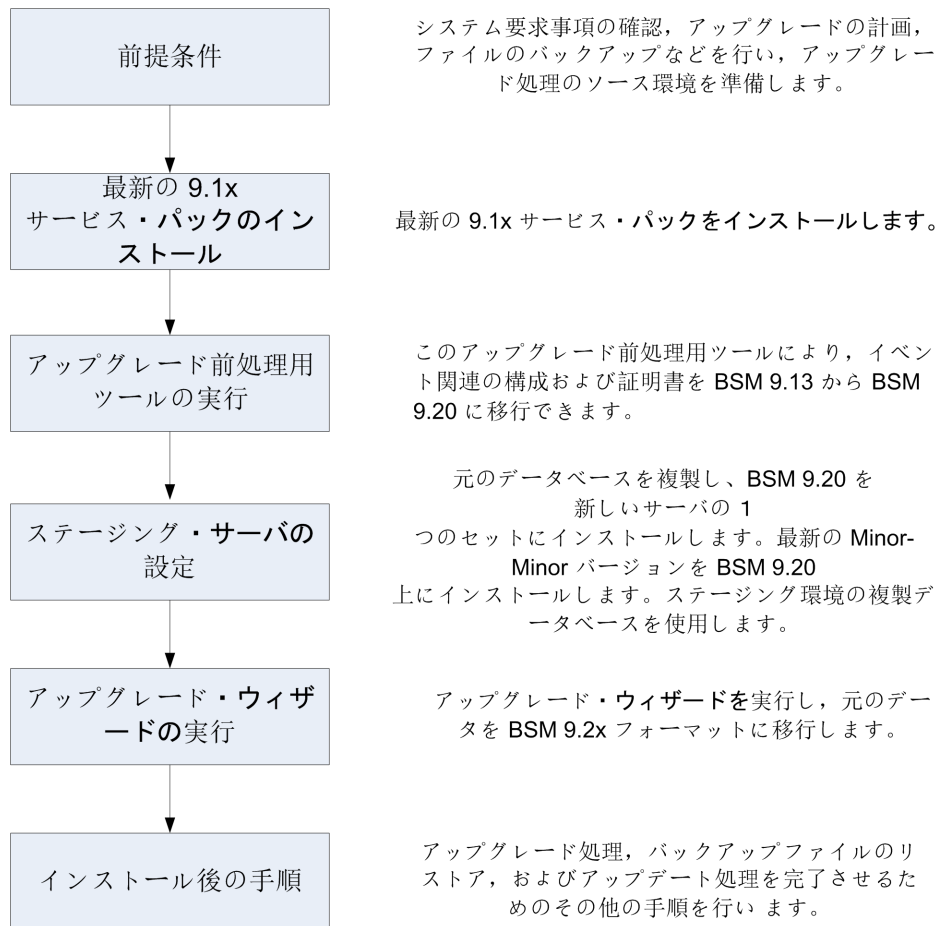 前提条件
システム要求事項の確認，アップグレードの計画，
ファイルのバックアップなどを行い，アップグレー
ド処理のソース環境を準備します。
最新の 9.1x
サービス・パックのイン
ストール
最新の 9.1x サービス・パックをインストールします。
アップグレード前処理用
ツールの実行
このアップグレード前処理用ツールにより，イベン
ト関連の構成および証明書を BSM 9.13 から BSM
9.20 に移行できます。
ステージング・サーバの
設定
元のデータベースを複製し、BSM 9.20 を
新しいサーバの 1
つのセットにインストールします。最新の Minor-
Minor バージョンを BSM 9.20
上にインストールします。ステージング環境の複製デ
ータベースを使用します。
アップグレード・ウィザ
ードの実行
アップグレード・ウィザードを実行し，元のデー
タを BSM 9.2x フォーマットに移行します。
インストール後の手順
アップグレード処理，バックアップファイルのリ
ストア，およびアップデート処理を完了させるた
めのその他の手順を行い ます。